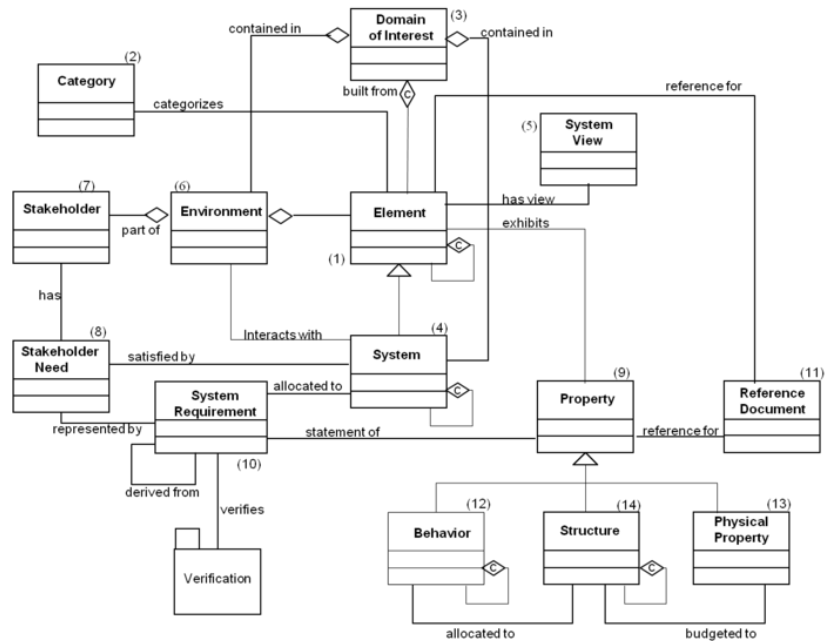 (3)
Domain
of Interest
contained in
contained in
(2)
Category
built from
C
reference for
categorizes
(5)
System
View
(7)
Stakeholder
(6)
Environment
Element
has view
part of
exhibits
C
(1)
has
Interacts with
(4)
System
(8)
Stakeholder
Need
satisfied by
System
Requirement
allocated to
C
(9)
Property
(11)
Reference
Document
represented by
statement of
reference for
(10)
derived from
verifies
(12)
Behavior
(14)
Structure
(13)
Physical
Property
C
C
Verification
allocated to
budgeted to